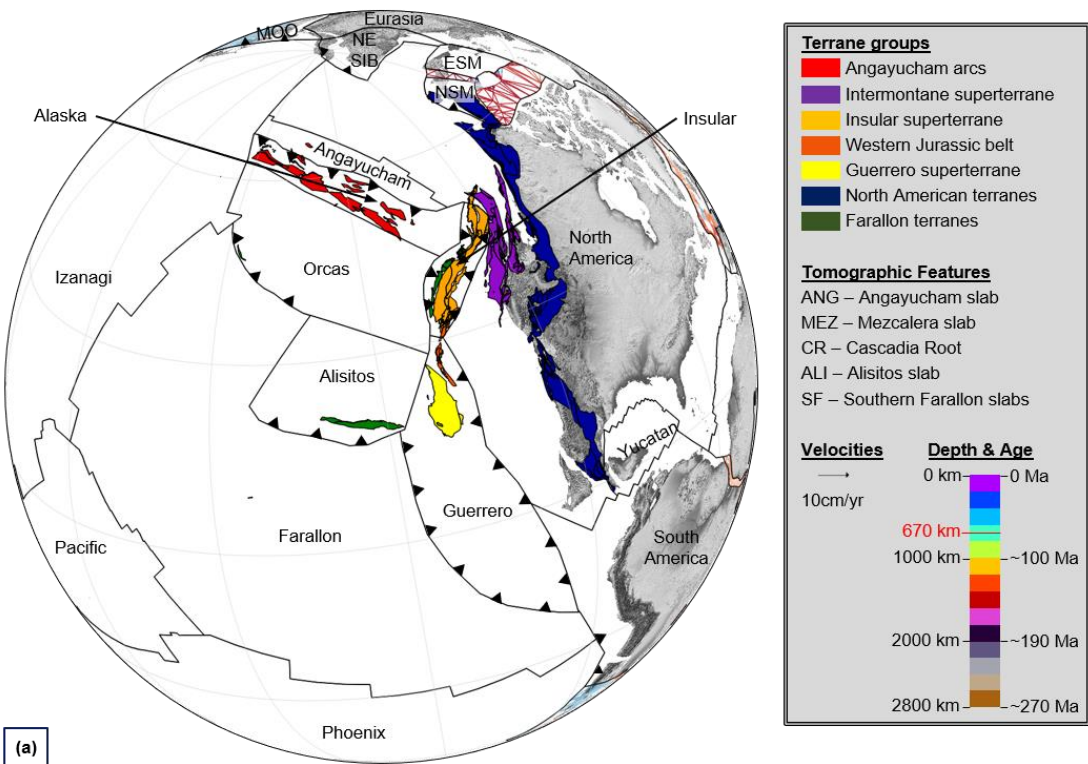 Eurasia
MOO
NE
SIB
ESM
NSM
Alaska
Insular
Angayucham
North
America
Izanagi
Orcas
Alisitos
Yucatan
Guerrero
Farallon
South
America
Pacific
Phoenix
(a)
Terrane groups
Angayucham arcs
Intermontane superterrane
Insular superterrane
Western Jurassic belt
Guerrero superterrane
North American terranes
Farallon terranes
Tomographic Features
ANG – Angayucham slab
MEZ – Mezcalera slab
CR – Cascadia Root
ALI – Alisitos slab
SF – Southern Farallon slabs
Velocities
10cm/yr
Depth & Age
0 km 0 Ma
670 km
1000 km ~100 Ma
2000 km ~190 Ma
2800 km ~270 Ma